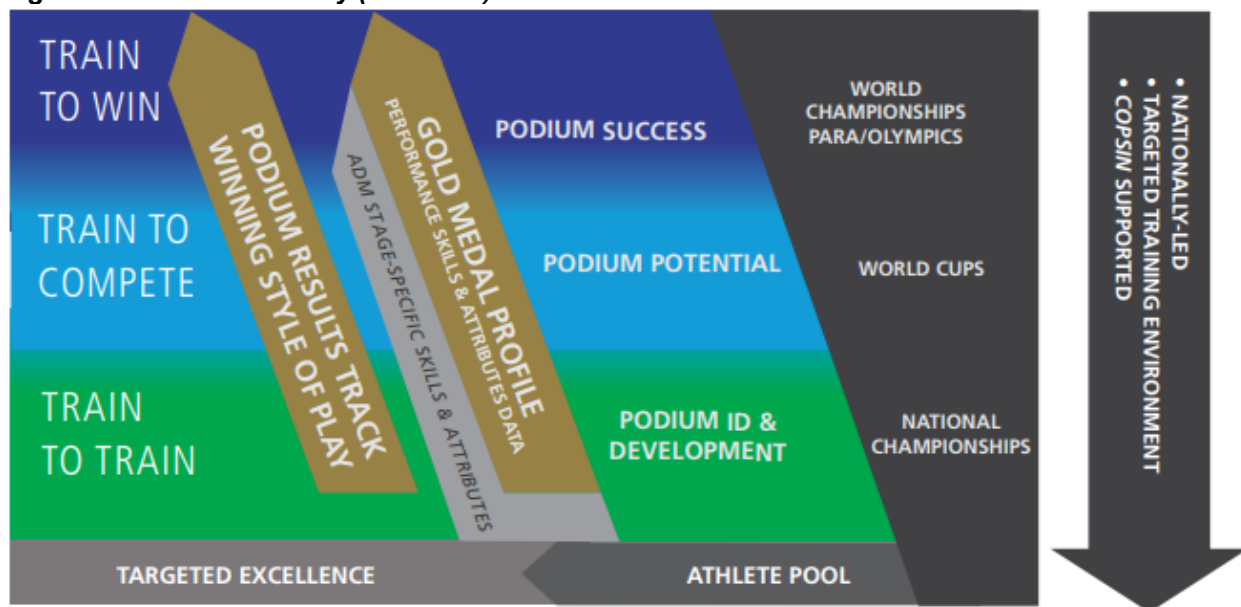 TRAIN
TO WIN
TRAIN TO
COMPETE
TRAIN
TO TRAIN
PODIUM RESULTS TRACK
WINNING STYLE OF PLAY
ADM STAGE-SPECIFIC SKILLS & ATTRIBUTES
GOLD MEDAL PROFILE
PERFORMANCE SKILLS & ATTRIBUTES DATA
PODIUM SUCCESS
PODIUM POTENTIAL
PODIUM ID &
DEVELOPMENT
WORLD
CHAMPIONSHIPS
PARA/OLYMPICS
WORLD CUPS
NATIONAL
CHAMPIONSHIPS
• NATIONALLY-LED
• TARGETED TRAINING ENVIRONMENT
• COPSIN SUPPORTED
TARGETED EXCELLENCE
ATHLETE POOL